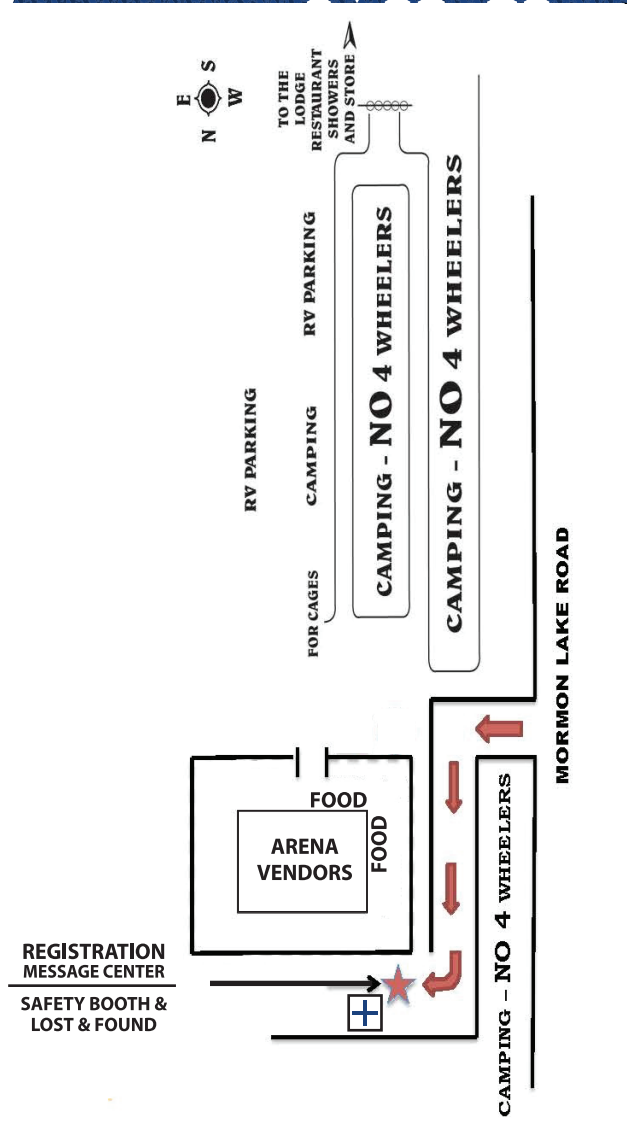 S
E
W
N
TO THE
LODGE
RESTAURANT
SHOWERS
AND STORE
RV PARKING
RV PARKING
CAMPING
FOR CAGES
CAMPING - NO 4 WHEELERS
CAMPING - NO 4 WHEELERS
MORMON LAKE ROAD
FOOD
FOOD
ARENA
VENDORS
CAMPING - NO 4 WHEELERS
REGISTRATION
MESSAGE CENTER
SAFETY BOOTH &
LOST & FOUND